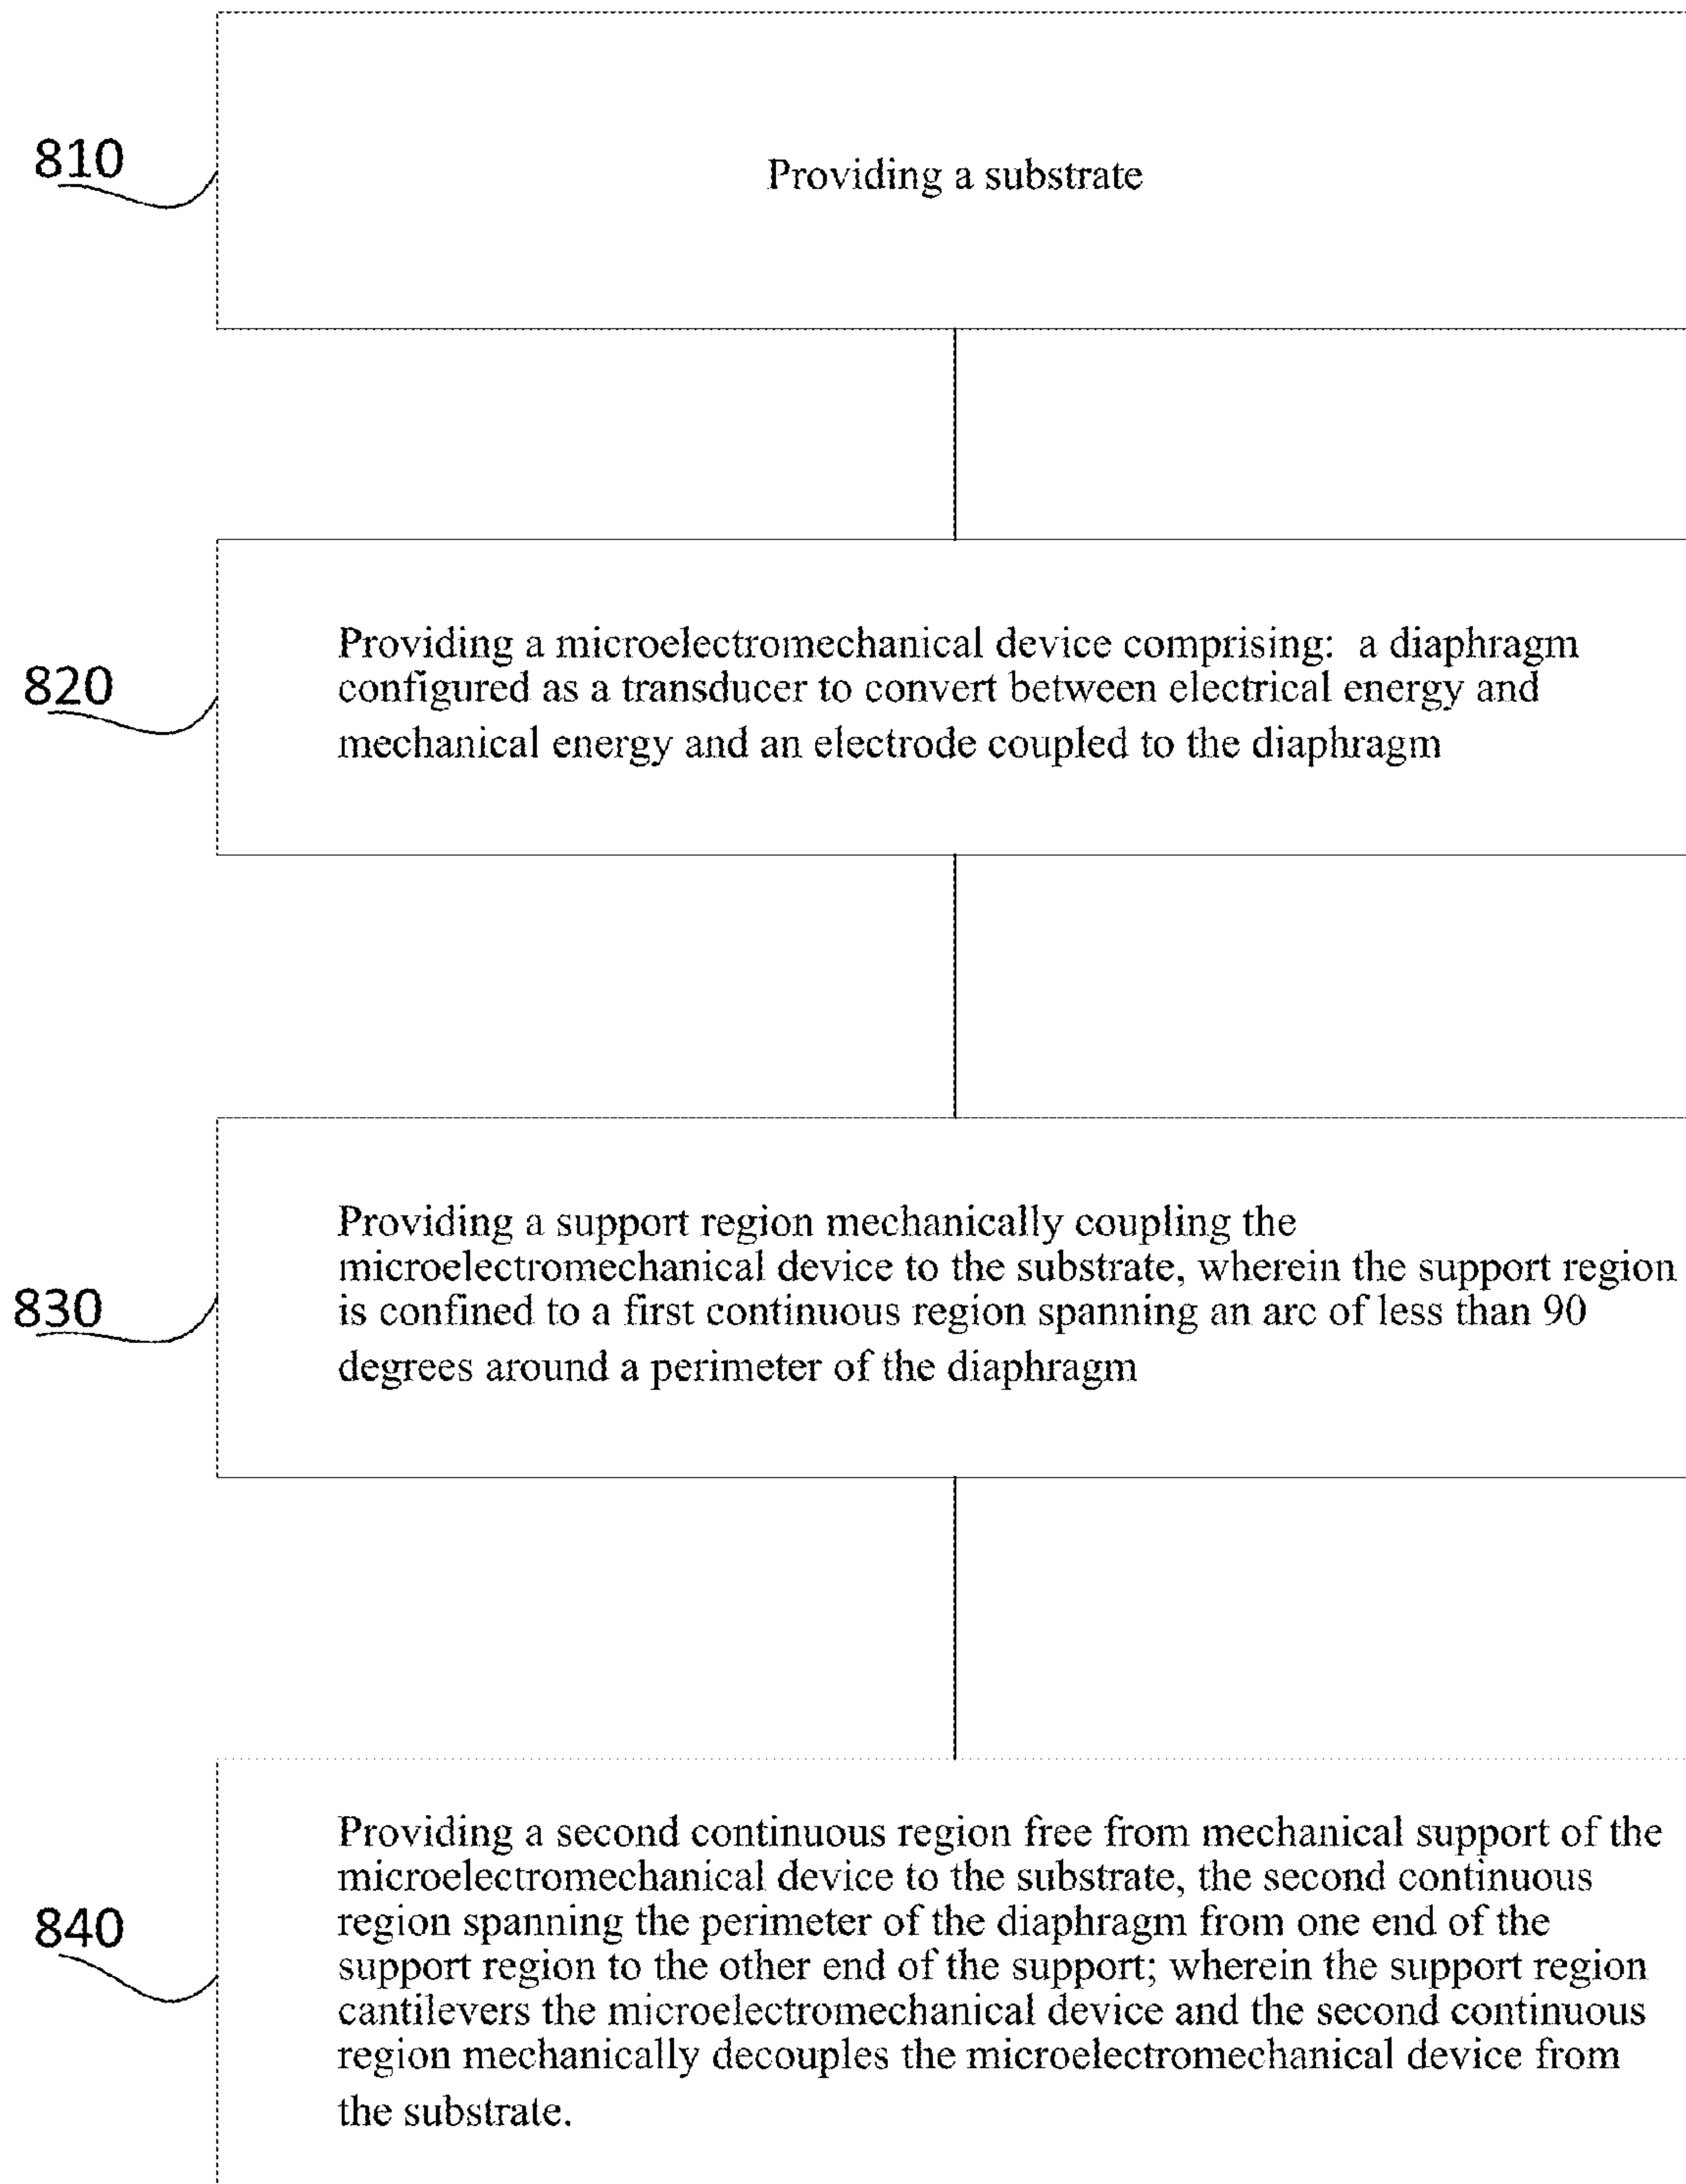 810
Providing a substrate
820
Providing a microelectromechanical device comprising: a diaphragm
configured as a transducer to convert between electrical energy and
mechanical energy and an electrode coupled to the diaphragm
830
Providing a support region mechanically coupling the
microelectromechanical device to the substrate, wherein the support region
is confined to a first continuous region spanning an arc of less than 90
degrees around a perimeter of the diaphragm
840
Providing a second continuous region free from mechanical support of the
microelectromechanical device to the substrate, the second continuous
region spanning the perimeter of the diaphragm from one end of the
support region to the other end of the support; wherein the support region
cantilevers the microelectromechanical device and the second continuous
region mechanically decouples the microelectromechanical device from
the substrate.